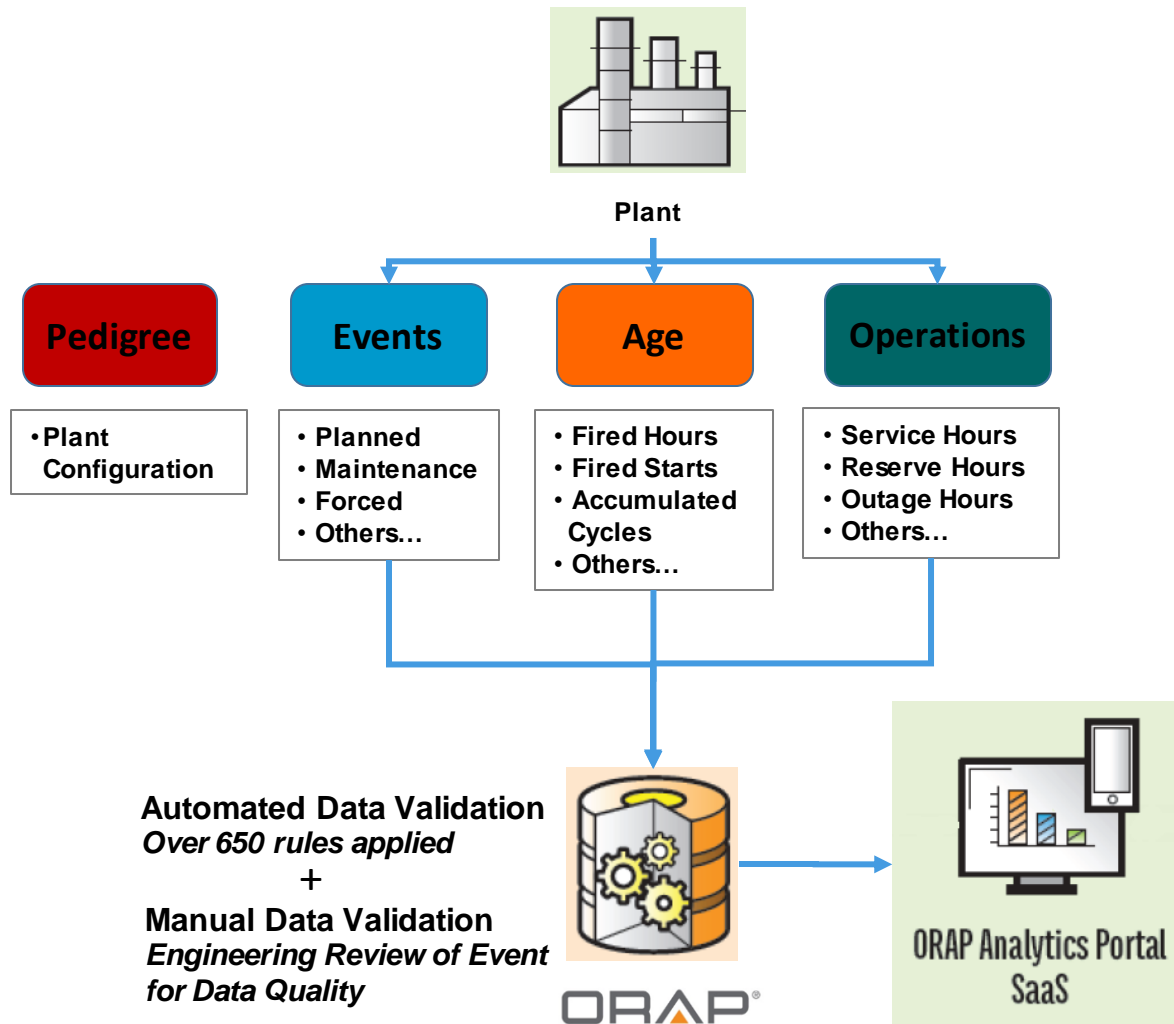 Plant
Pedigree
Events
Age
Operations
• Plant
Configuration
• Planned
• Maintenance
• Forced
• Others…
• Fired Hours
• Fired Starts
• Accumulated
Cycles
• Others…
• Service Hours
• Reserve Hours
• Outage Hours
• Others…
Automated Data Validation
Over 650 rules applied
+
Manual Data Validation
Engineering Review of Event
for Data Quality
ORAP®
ORAP Analytics Portal
SaaS